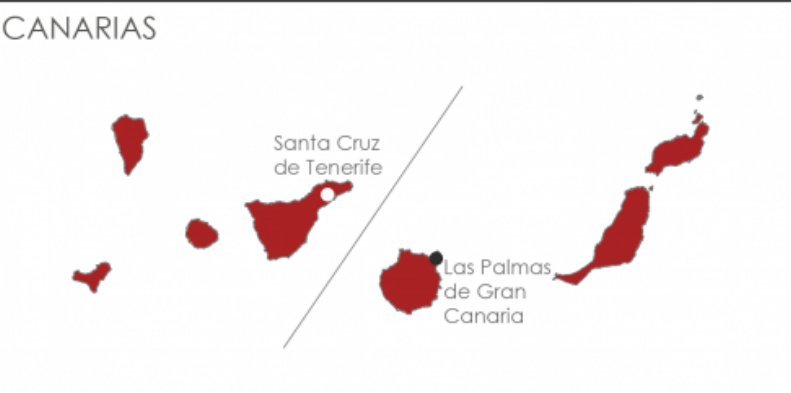 CANARIAS
Santa Cruz
de Tenerife
Las Palmas
de Gran
Canaria